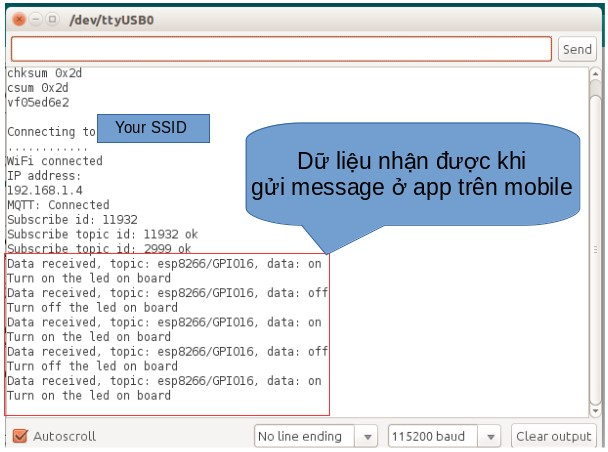 /dev/ttyUSB0
Send
chksum 0x2d
csum 0x2d
vf05ed6e2
Connecting to
Your SSID
............
WiFi connected
IP address:
192.168.1.4
MQTT: Connected
Subscribe id: 11932
Subscribe topic id: 11932 ok
Subscribe topic id: 2999 ok
Dữ liệu nhận được khi
gửi message ở app trên mobile
Data received, topic: esp8266/GPIO16, data: on
Turn on the led on board
Data received, topic: esp8266/GPIO16, data: off
Turn off the led on board
Data received, topic: esp8266/GPIO16, data: on
Turn on the led on board
Data received, topic: esp8266/GPIO16, data: off
Turn off the led on board
Data received, topic: esp8266/GPIO16, data: on
Turn on the led on board
Autoscroll
No line ending
115200 baud
Clear output